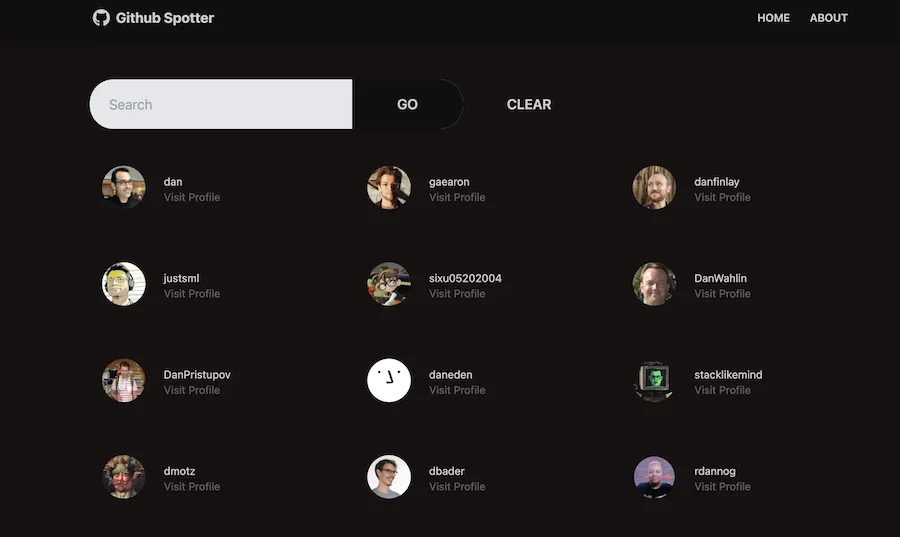 Github Spotter
HOME
ABOUT
Search
GO
CLEAR
dan
Visit Profile
gaearon
Visit Profile
danfinlay
Visit Profile
justsml
Visit Profile
sixu05202004
Visit Profile
DanWahlin
Visit Profile
DanPristupov
Visit Profile
daneden
Visit Profile
stacklikemind
Visit Profile
dmotz
Visit Profile
dbader
Visit Profile
rdannog
Visit Profile